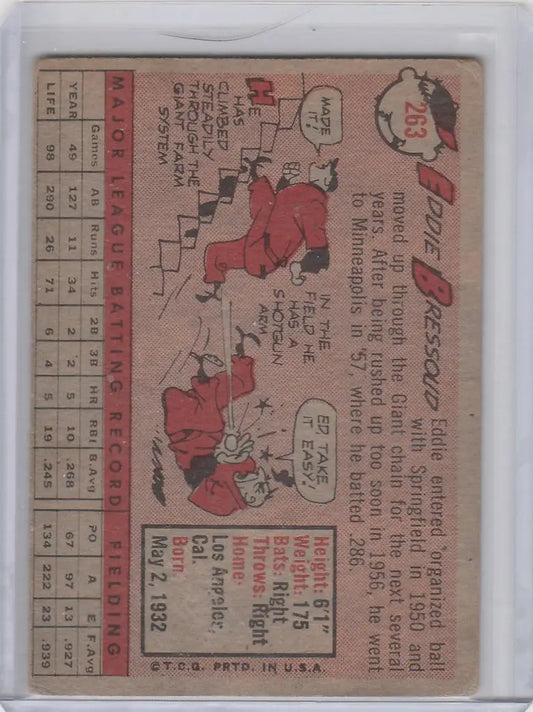 263
EDDIE BRESSOUD
Eddie entered organized ball
with Springfield in 1950 and
moved up through the Giant chain for the next several
years. After being rushed up too soon in 1956, he went
to Minneapolis in '57, where he batted .286.
MADE IT!
HE HAS
CLIMBED
STEADILY
THROUGH THE
GIANT FARM
SYSTEM
IN THE
FIELD HE
HAS A
SHOTGUN
ARM
ED, TAKE
IT EASY!
Height: 6'1"
Weight: 175
Bats: Right
Throws: Right
Home:
Los Angeles,
Cal.
Born:
May 2, 1932
©T.C.G. PRTD. IN U.S.A.
MAJOR LEAGUE BATTING RECORD FIELDING
Games AB Runs Hits 2B 3B HR RBI B.Avg PO A E F.Avg
YEAR 49 127 11 34 2 2 5 10 .268 67 97 13 .927
LIFE 98 290 26 71 6 4 5 19 .245 134 222 23 .939